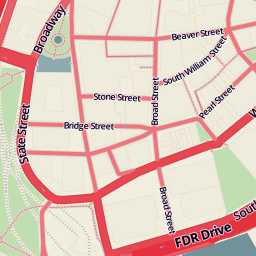 Broadway
Beaver Street
South William Street
Stone Street
Broad Street
Pearl Street
State Street
Bridge Street
W
Broad Street
South
FDR Drive